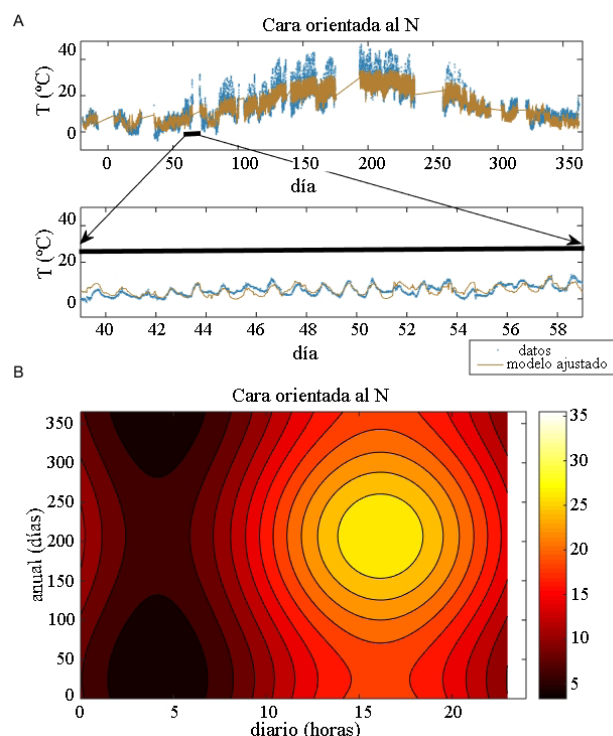 A
Cara orientada al N
T (ºC)
40
20
0
0 50 100 150 200 250 300 350
día
T (ºC)
40
20
0
40 42 44 46 48 50 52 54 56 58
día
datos
modelo ajustado
B
Cara orientada al N
anual (días)
350
300
250
200
150
100
50
0
0 5 10 15 20
diario (horas)
35
30
25
20
15
10
5